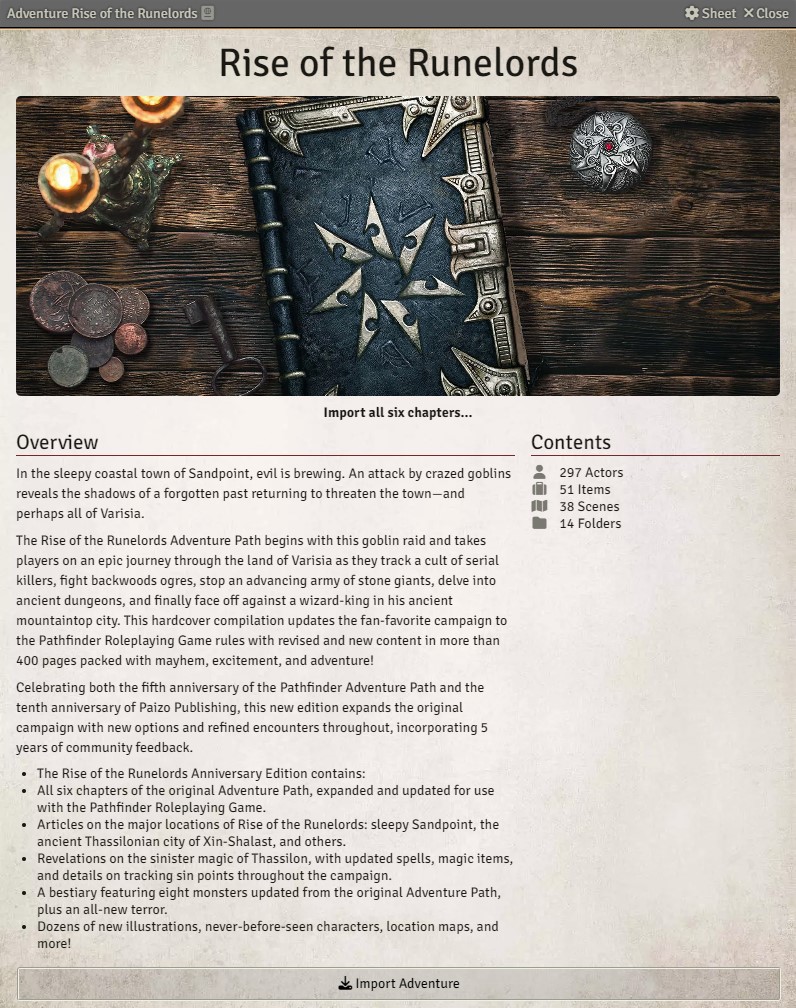 Adventure Rise of the Runelords
Sheet
Close
Rise of the Runelords
Import all six chapters...
Overview
In the sleepy coastal town of Sandpoint, evil is brewing. An attack by crazed goblins
reveals the shadows of a forgotten past returning to threaten the town—and
perhaps all of Varisia.
The Rise of the Runelords Adventure Path begins with this goblin raid and takes
players on an epic journey through the land of Varisia as they track a cult of serial
killers, fight backwoods ogres, stop an advancing army of stone giants, delve into
ancient dungeons, and finally face off against a wizard-king in his ancient
mountaintop city. This hardcover compilation updates the fan-favorite campaign to
the Pathfinder Roleplaying Game rules with revised and new content in more than
400 pages packed with mayhem, excitement, and adventure!
Celebrating both the fifth anniversary of the Pathfinder Adventure Path and the
tenth anniversary of Paizo Publishing, this new edition expands the original
campaign with new options and refined encounters throughout, incorporating 5
years of community feedback.
• The Rise of the Runelords Anniversary Edition contains:
• All six chapters of the original Adventure Path, expanded and updated for use
with the Pathfinder Roleplaying Game.
• Articles on the major locations of Rise of the Runelords: sleepy Sandpoint, the
ancient Thassilonian city of Xin-Shalast, and others.
• Revelations on the sinister magic of Thassilon, with updated spells, magic items,
and details on tracking sin points throughout the campaign.
• A bestiary featuring eight monsters updated from the original Adventure Path,
plus an all-new terror.
• Dozens of new illustrations, never-before-seen characters, location maps, and
more!
Contents
297 Actors
51 Items
38 Scenes
14 Folders
Import Adventure